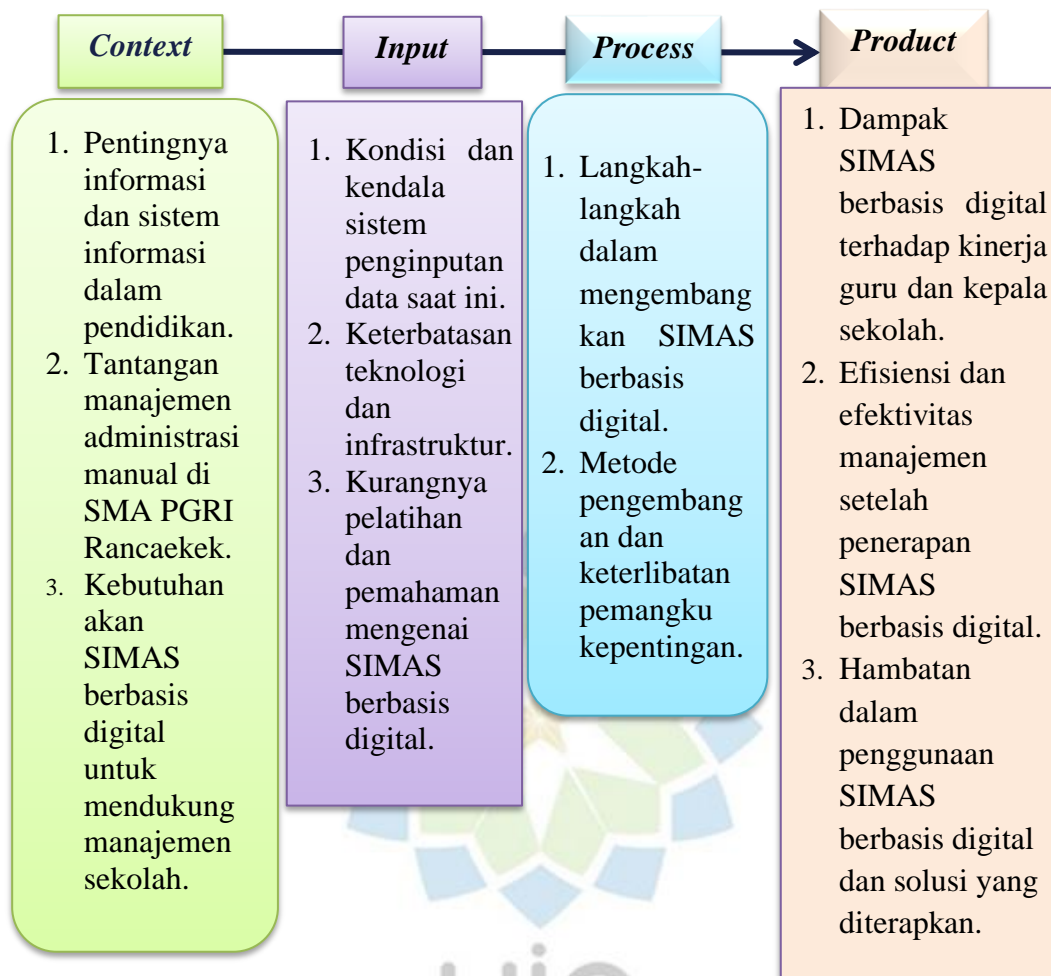 Context
Input
Process
Product
1. Pentingnya
informasi
dan sistem
informasi
dalam
pendidikan.
2. Tantangan
manajemen
administrasi
manual di
SMA PGRI
Rancaekek.
3. Kebutuhan
akan
SIMAS
berbasis
digital
untuk
mendukung
manajemen
sekolah.
1. Kondisi dan
kendala
sistem
penginputan
data saat ini.
2. Keterbatasan
teknologi
dan
infrastruktur.
3. Kurangnya
pelatihan
dan
pemahaman
mengenai
SIMAS
berbasis
digital.
1. Langkah-
langkah
dalam
mengembang
kan SIMAS
berbasis
digital.
2. Metode
pengembang
an dan
keterlibatan
pemangku
kepentingan.
1. Dampak
SIMAS
berbasis digital
terhadap kinerja
guru dan kepala
sekolah.
2. Efisiensi dan
efektivitas
manajemen
setelah
penerapan
SIMAS
berbasis digital.
3. Hambatan
dalam
penggunaan
SIMAS
berbasis digital
dan solusi yang
diterapkan.